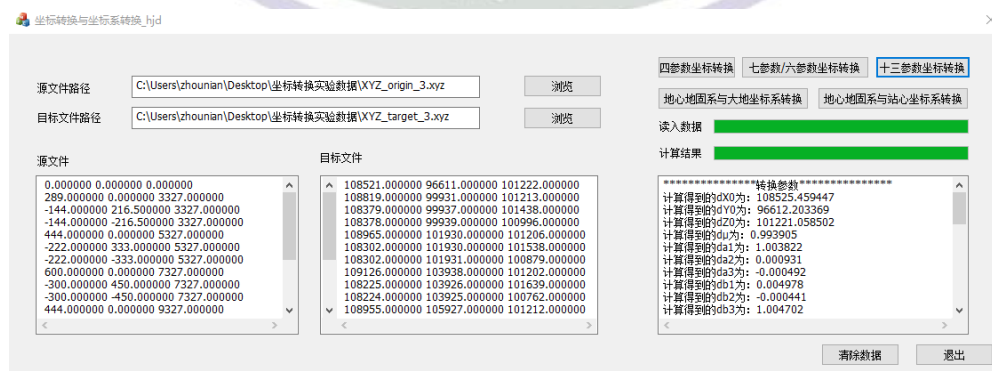 坐标转换与坐标系转换_hjd
源文件路径
C:\Users\zhounian\Desktop\坐标转换实验数据\XYZ_origin_3.xyz
浏览
目标文件路径
C:\Users\zhounian\Desktop\坐标转换实验数据\XYZ_target_3.xyz
浏览
四参数坐标转换
七参数/六参数坐标转换
十三参数坐标转换
地心地固系与大地坐标系转换
地心地固系与站心坐标系转换
读入数据
计算结果
源文件
0.000000 0.000000 0.000000
289.000000 0.000000 3327.000000
-144.000000 216.500000 3327.000000
-144.000000 -216.500000 3327.000000
444.000000 0.000000 5327.000000
-222.000000 333.000000 5327.000000
-222.000000 -333.000000 5327.000000
600.000000 0.000000 7327.000000
-300.000000 450.000000 7327.000000
-300.000000 -450.000000 7327.000000
444.000000 0.000000 9327.000000
目标文件
108521.000000 96611.000000 101222.000000
108819.000000 99931.000000 101213.000000
108379.000000 99937.000000 101438.000000
108378.000000 99939.000000 100996.000000
108965.000000 101930.000000 101206.000000
108302.000000 101930.000000 101538.000000
108302.000000 101931.000000 100879.000000
109126.000000 103938.000000 101202.000000
108225.000000 103926.000000 101639.000000
108224.000000 103925.000000 100762.000000
108955.000000 105927.000000 101212.000000
***************转换参数***************
计算得到的dX0为：108525.459447
计算得到的dY0为：96612.203369
计算得到的dZ0为：101221.058502
计算得到的dμ为：0.993905
计算得到的da1为：1.003822
计算得到的da2为：0.000931
计算得到的da3为：-0.000492
计算得到的db1为：0.004978
计算得到的db2为：-0.000441
计算得到的db3为：1.004702
清除数据
退出